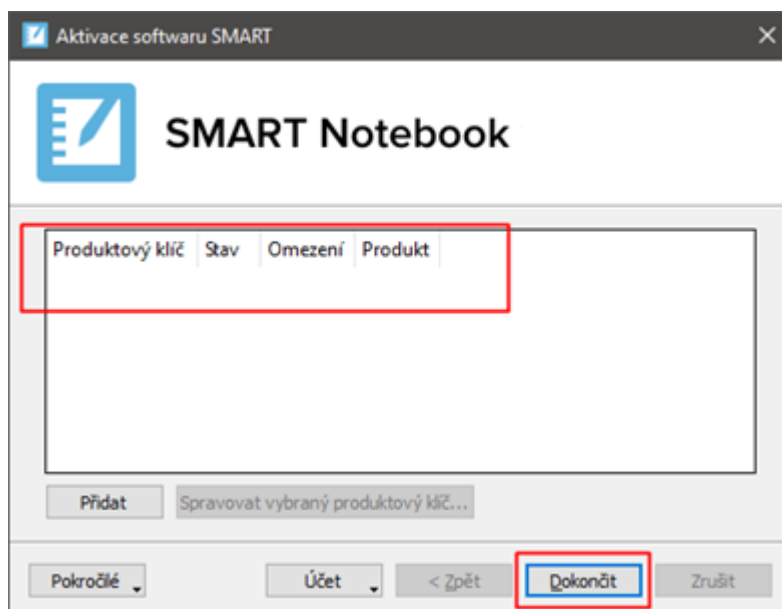 Aktivace softwaru SMART
SMART Notebook
Produktový klíč Stav Omezení Produkt
Přidat Spravovat vybraný produktový klíč...
Pokročilé Účet < Zpět Dokončit Zrušit